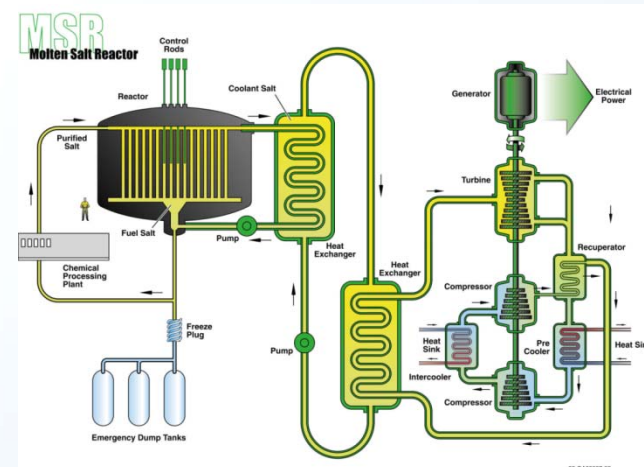 MSR
Molten Salt Reactor
Control
Rods
Reactor
Coolant Salt
Generator
Electrical
Power
Purified
Salt
Turbine
Fuel Salt
Pump
Heat
Exchanger
Heat
Exchanger
Recuperator
Chemical
Processing
Plant
Compressor
Freeze
Plug
Pump
Heat
Sink
Pre
Cooler
Heat Sink
Intercooler
Compressor
Emergency Dump Tanks